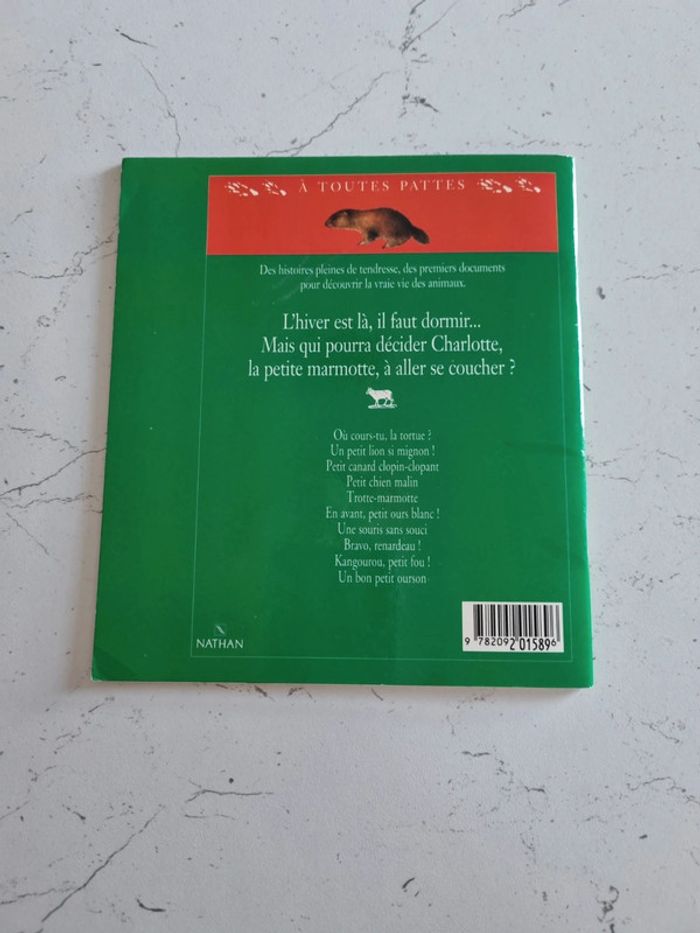 À TOUTES PATTES
Des histoires pleines de tendresse, des premiers documents
pour découvrir la vraie vie des animaux.
L'hiver est là, il faut dormir...
Mais qui pourra décider Charlotte,
la petite marmotte, à aller se coucher ?
Où cours-tu, la tortue ?
Un petit lion si mignon !
Petit canard clopin-clopant
Petit chien malin
Trotte-marmotte
En avant, petit ours blanc !
Une souris sans souci
Bravo, renardeau !
Kangourou, petit fou !
Un bon petit ourson
NATHAN
9 782092 015896